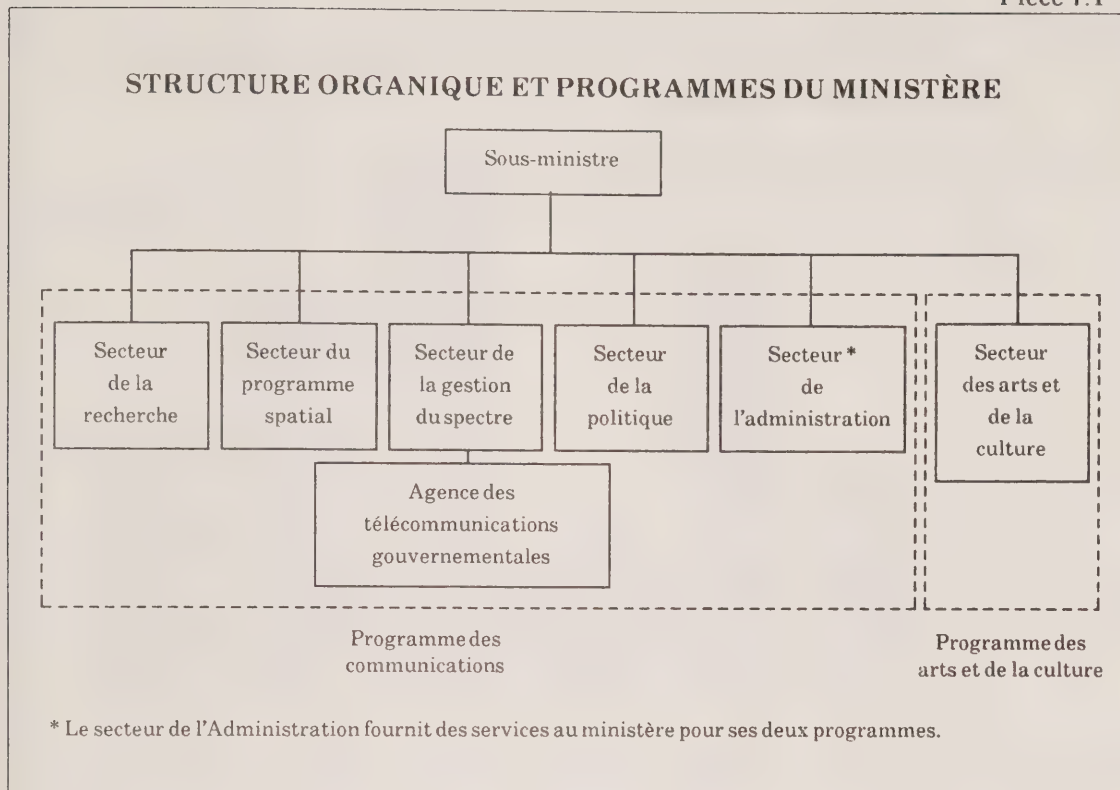 STRUCTURE ORGANIQUE ET PROGRAMMES DU MINISTÈRE
Sous-ministre
Secteur
de la
recherche
Secteur du
programme
spatial
Secteur de
la gestion
du spectre
Secteur
de la
politique
Secteur *
de
l'administration
Secteur
des arts et
de la
culture
Agence des
télécommunications
gouvernementales
Programme des
communications
Programme des
arts et de la culture
* Le secteur de l'Administration fournit des services au ministère pour ses deux programmes.